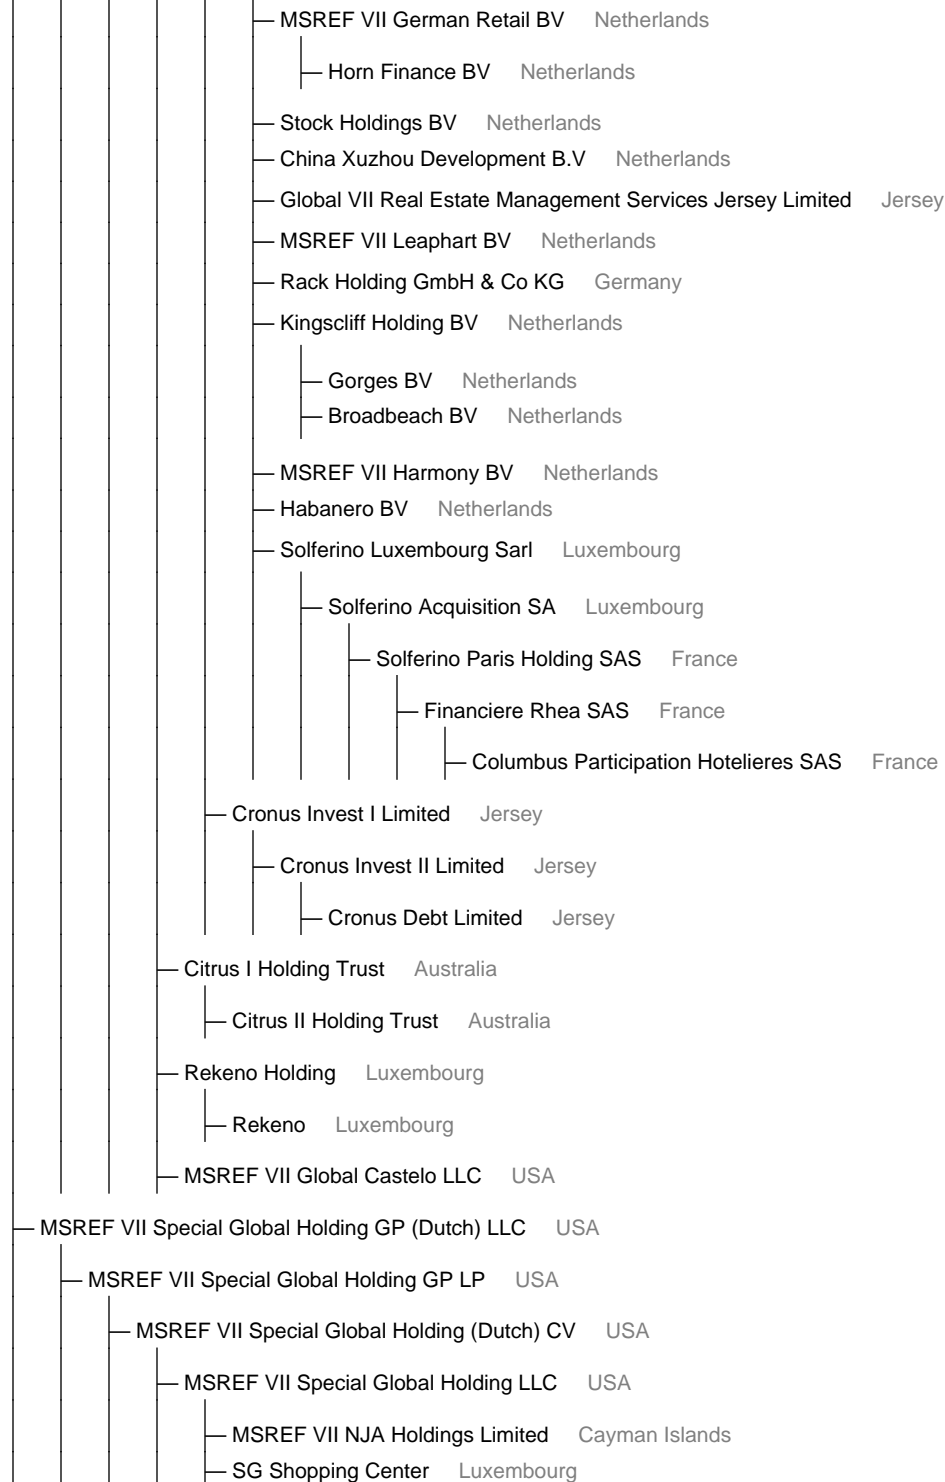 MSREF VII German Retail BV Netherlands
Horn Finance BV Netherlands
Stock Holdings BV Netherlands
China Xuzhou Development B.V Netherlands
Global VII Real Estate Management Services Jersey Limited Jersey
MSREF VII Leaphart BV Netherlands
Rack Holding GmbH & Co KG Germany
Kingscliff Holding BV Netherlands
Gorges BV Netherlands
Broadbeach BV Netherlands
MSREF VII Harmony BV Netherlands
Habanero BV Netherlands
Solferino Luxembourg Sarl Luxembourg
Solferino Acquisition SA Luxembourg
Solferino Paris Holding SAS France
Financiere Rhea SAS France
Columbus Participation Hotelieres SAS France
Cronus Invest I Limited Jersey
Cronus Invest II Limited Jersey
Cronus Debt Limited Jersey
Citrus I Holding Trust Australia
Citrus II Holding Trust Australia
Rekeno Holding Luxembourg
Rekeno Luxembourg
MSREF VII Global Castelo LLC USA
MSREF VII Special Global Holding GP (Dutch) LLC USA
MSREF VII Special Global Holding GP LP USA
MSREF VII Special Global Holding (Dutch) CV USA
MSREF VII Special Global Holding LLC USA
MSREF VII NJA Holdings Limited Cayman Islands
SG Shopping Center Luxembourg